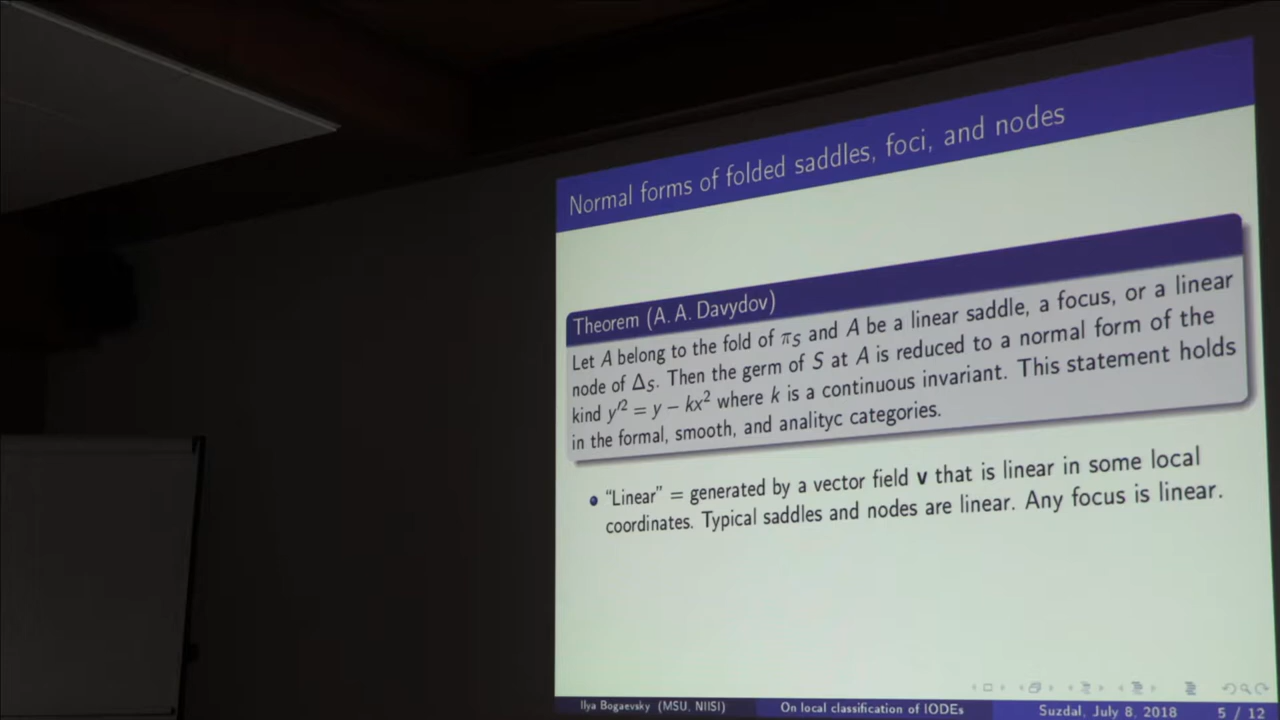 Normal forms of folded saddles, foci, and nodes
Theorem (A. A. Davydov)
Let A belong to the fold of π_S and A be a linear saddle, a focus, or a linear
node of Δ_S. Then the germ of S at A is reduced to a normal form of the
kind y′² = y − kx² where k is a continuous invariant. This statement holds
in the formal, smooth, and analityc categories.
• “Linear” = generated by a vector field v that is linear in some local
coordinates. Typical saddles and nodes are linear. Any focus is linear.
Ilya Bogaevsky (MSU, NIISI) On local classification of IODEs Suzdal, July 8, 2018 5 / 12